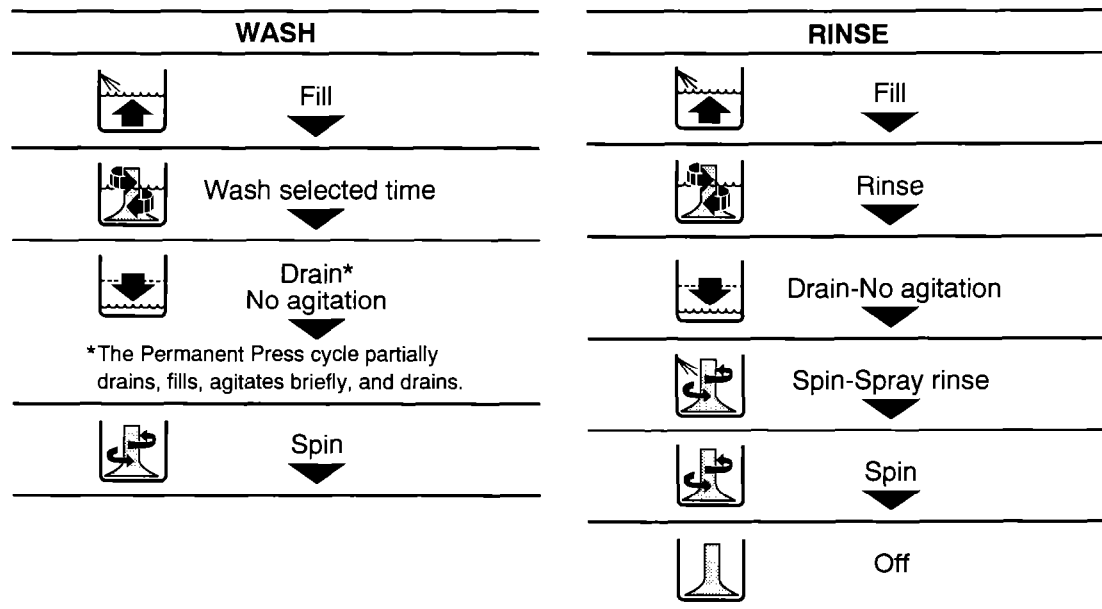 WASH
Fill
Wash selected time
Drain*
No agitation
*The Permanent Press cycle partially
drains, fills, agitates briefly, and drains.
Spin
RINSE
Fill
Rinse
Drain-No agitation
Spin-Spray rinse
Spin
Off